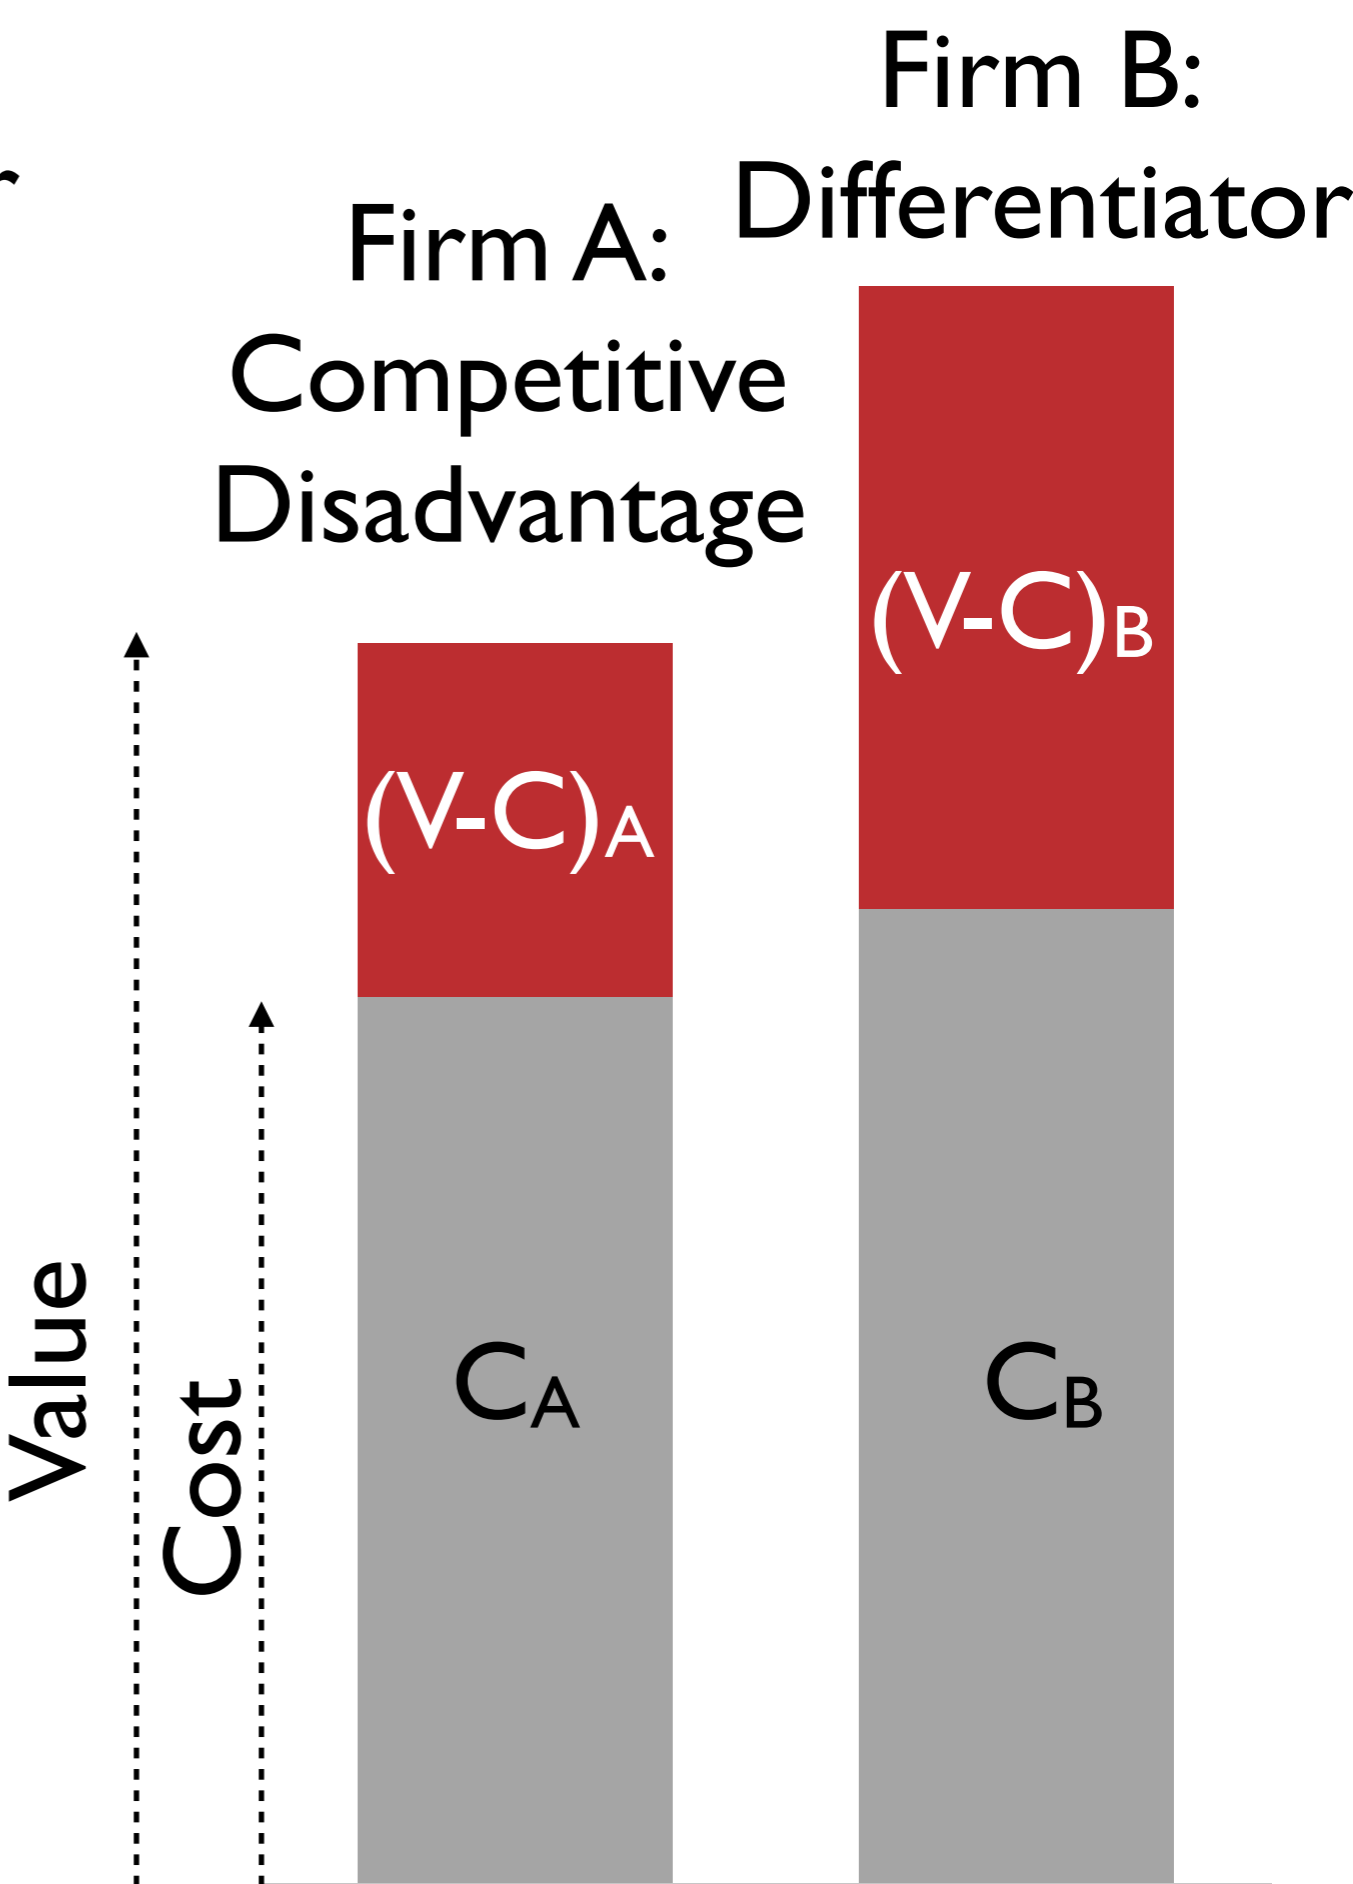 Firm B:
Differentiator
Firm A:
Competitive
Disadvantage
(V-C)B
(V-C)A
Value
Cost
CA
CB